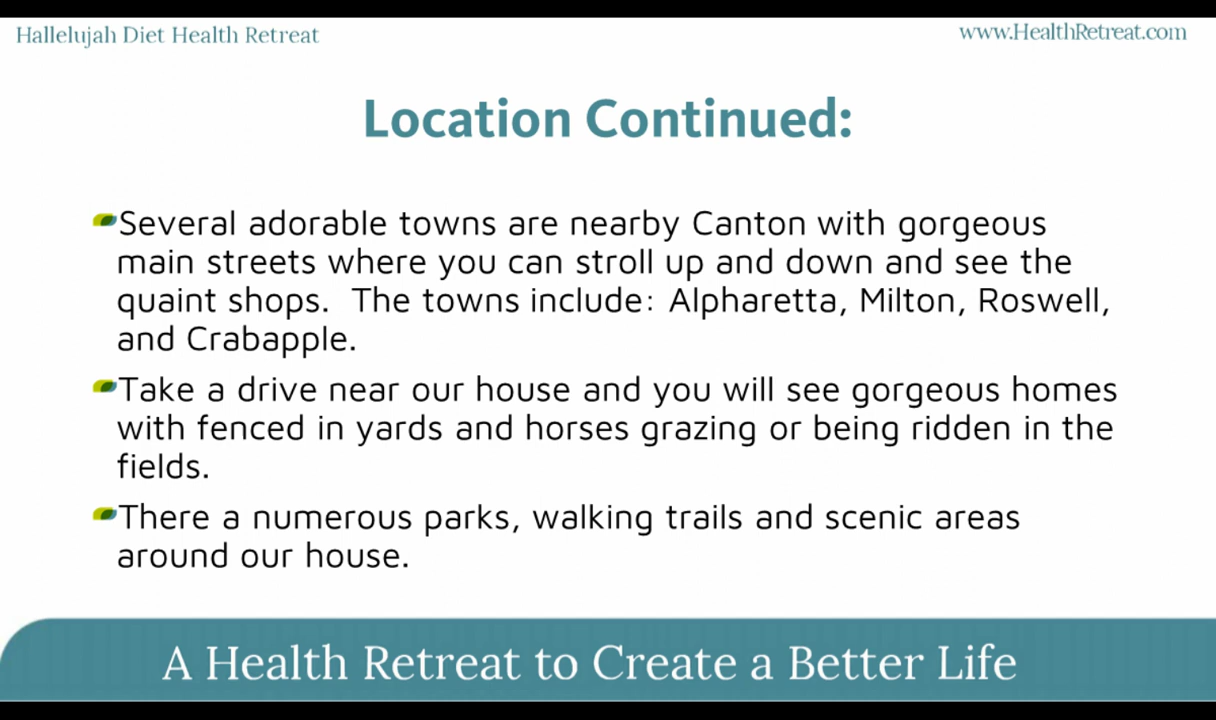 Hallelujah Diet Health Retreat
www.HealthRetreat.com
Location Continued:
Several adorable towns are nearby Canton with gorgeous
main streets where you can stroll up and down and see the
quaint shops.  The towns include: Alpharetta, Milton, Roswell,
and Crabapple.
Take a drive near our house and you will see gorgeous homes
with fenced in yards and horses grazing or being ridden in the
fields.
There a numerous parks, walking trails and scenic areas
around our house.
A Health Retreat to Create a Better Life